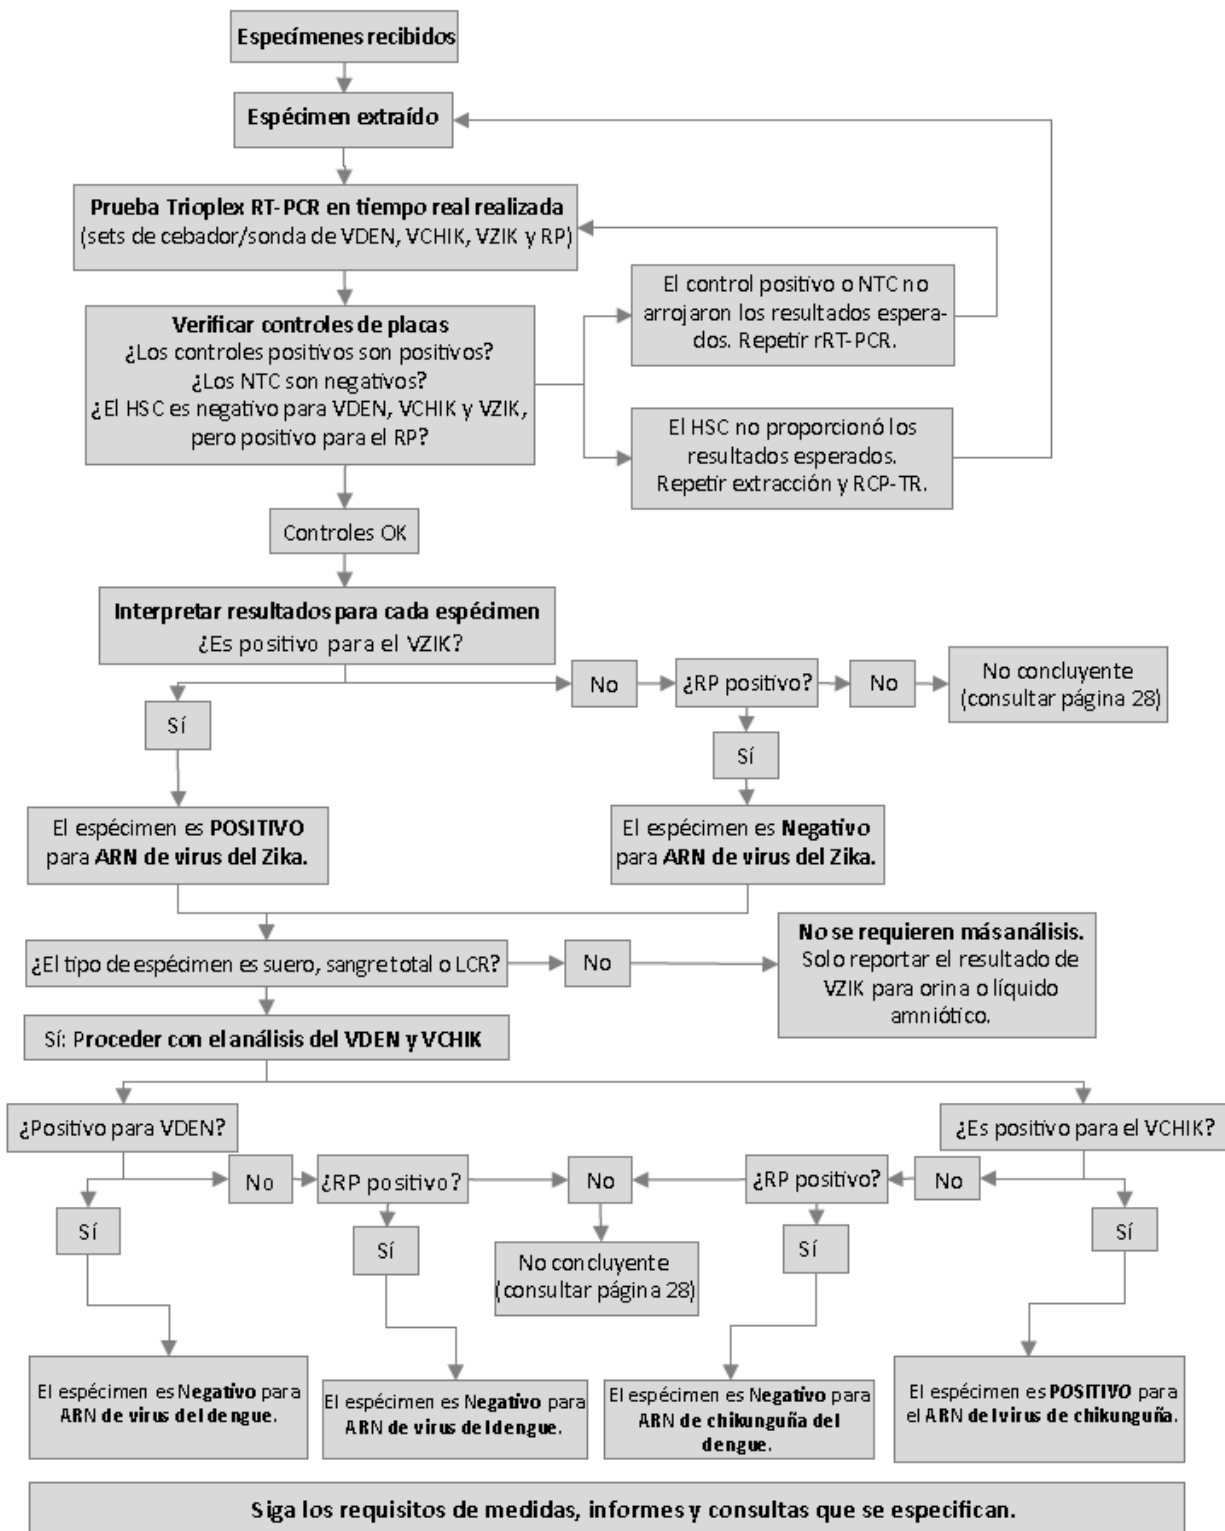 Especímenes recibidos
Espécimen extraído
Prueba Trioplex RT-PCR en tiempo real realizada
(sets de cebador/sonda de VDEN, VCHIK, VZIK y RP)
El control positivo o NTC no
arrojaron los resultados espera-
dos. Repetir rRT-PCR.
Verificar controles de placas
¿Los controles positivos son positivos?
¿Los NTC son negativos?
¿El HSC es negativo para VDEN, VCHIK y VZIK,
pero positivo para el RP?
El HSC no proporcionó los
resultados esperados.
Repetir extracción y RCP-TR.
Controles OK
Interpretar resultados para cada espécimen
¿Es positivo para el VZIK?
No
¿RP positivo?
No
No concluyente
(consultar página 28)
Sí
Sí
El espécimen es POSITIVO
para ARN de virus del Zika.
El espécimen es Negativo
para ARN de virus del Zika.
¿El tipo de espécimen es suero, sangre total o LCR?
No
No se requieren más análisis.
Solo reportar el resultado de
VZIK para orina o líquido
amniótico.
Sí: Proceder con el análisis del VDEN y VCHIK
¿Positivo para VDEN?
¿Es positivo para el VCHIK?
No
¿RP positivo?
No
¿RP positivo?
No
Sí
Sí
No concluyente
(consultar página 28)
Sí
Sí
El espécimen es Negativo para
ARN de virus del dengue.
El espécimen es Negativo para
ARN de virus del dengue.
El espécimen es Negativo para
ARN de chikunguña del
dengue.
El espécimen es POSITIVO para
el ARN del virus de chikunguña.
Siga los requisitos de medidas, informes y consultas que se especifican.